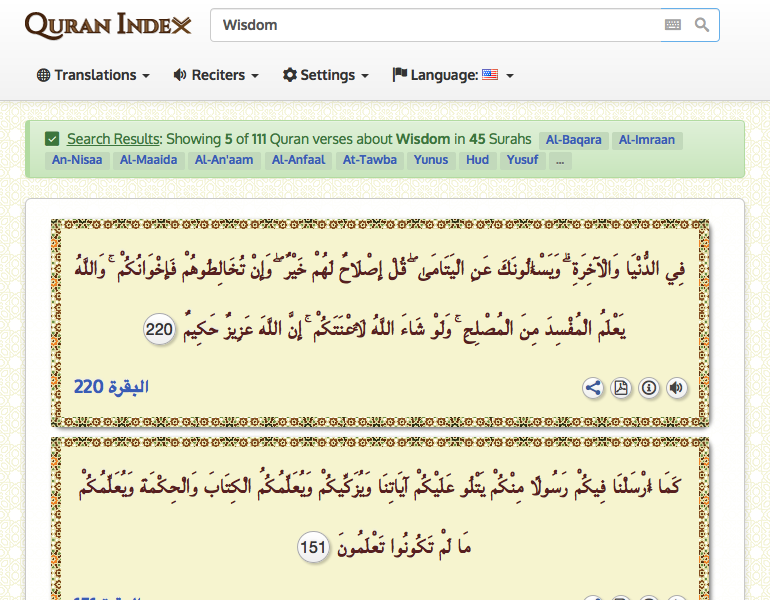 QURAN INDEX
Wisdom
Translations
Reciters
Settings
Language:
Search Results: Showing 5 of 111 Quran verses about Wisdom in 45 Surahs Al-Baqara Al-Imraan
An-Nisaa Al-Maaida Al-An'aam Al-Anfaal At-Tawba Yunus Hud Yusuf ...
فِي الدُّنْيَا وَالْآخِرَةِ ۗ وَيَسْأَلُونَكَ عَنِ الْيَتَامَىٰ ۖ قُلْ إِصْلَاحٌ لَهُمْ خَيْرٌ ۖ وَإِنْ تُخَالِطُوهُمْ فَإِخْوَانُكُمْ ۚ وَاللَّهُ
يَعْلَمُ الْمُفْسِدَ مِنَ الْمُصْلِحِ ۚ وَلَوْ شَاءَ اللَّهُ لَأَعْنَتَكُمْ ۚ إِنَّ اللَّهَ عَزِيزٌ حَكِيمٌ 220
البقرة 220
كَمَا أَرْسَلْنَا فِيكُمْ رَسُولًا مِنْكُمْ يَتْلُو عَلَيْكُمْ آيَاتِنَا وَيُزَكِّيكُمْ وَيُعَلِّمُكُمُ الْكِتَابَ وَالْحِكْمَةَ وَيُعَلِّمُكُمْ
مَا لَمْ تَكُونُوا تَعْلَمُونَ 151